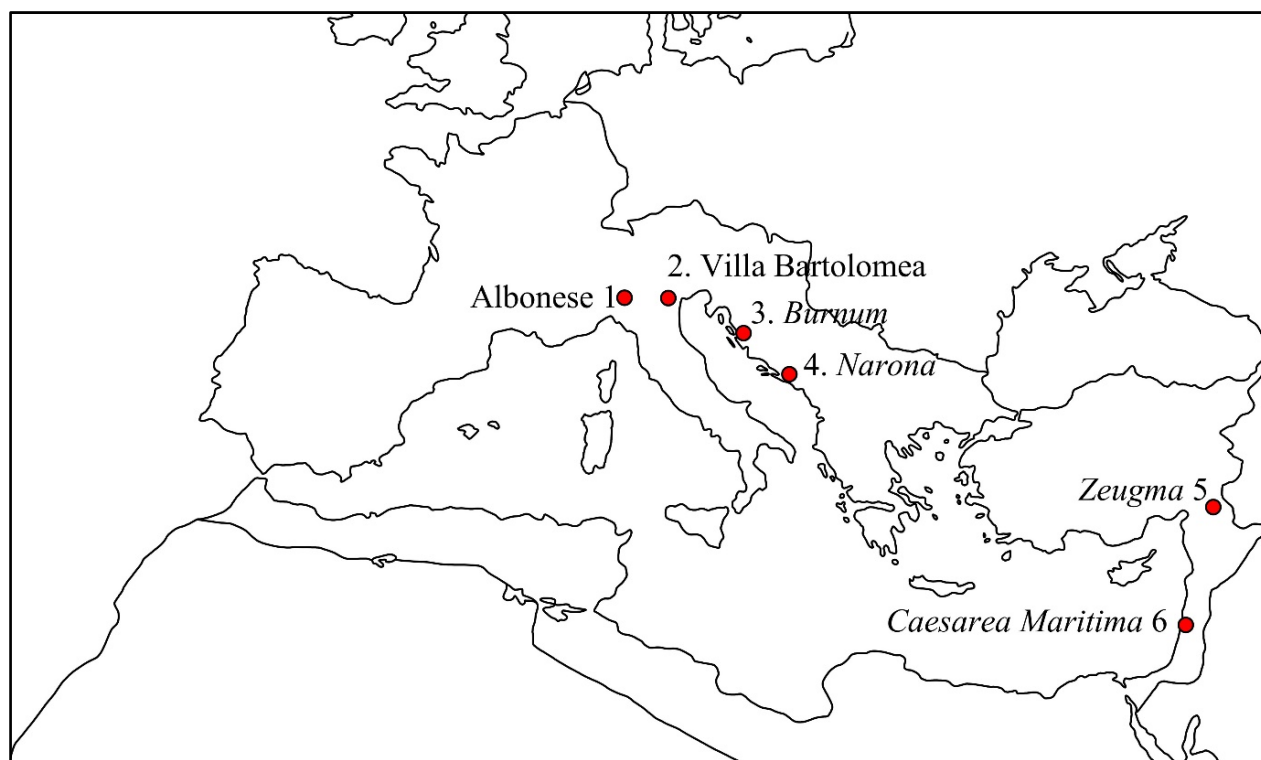 2. Villa Bartolomea
Albonese 1
3. Burnum
4. Narona
Zeugma 5
Caesarea Maritima 6